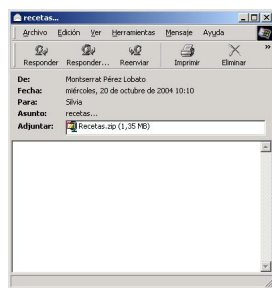 recetas...
Archivo Edición Ver Herramientas Mensaje Ayuda
Responder Responder... Reenviar Imprimir Eliminar »
De: Montserrat Pérez Lobato
Fecha: miércoles, 20 de octubre de 2004 10:10
Para: Silvia
Asunto: recetas...
Adjuntar: Recetas.zip (1,35 MB)